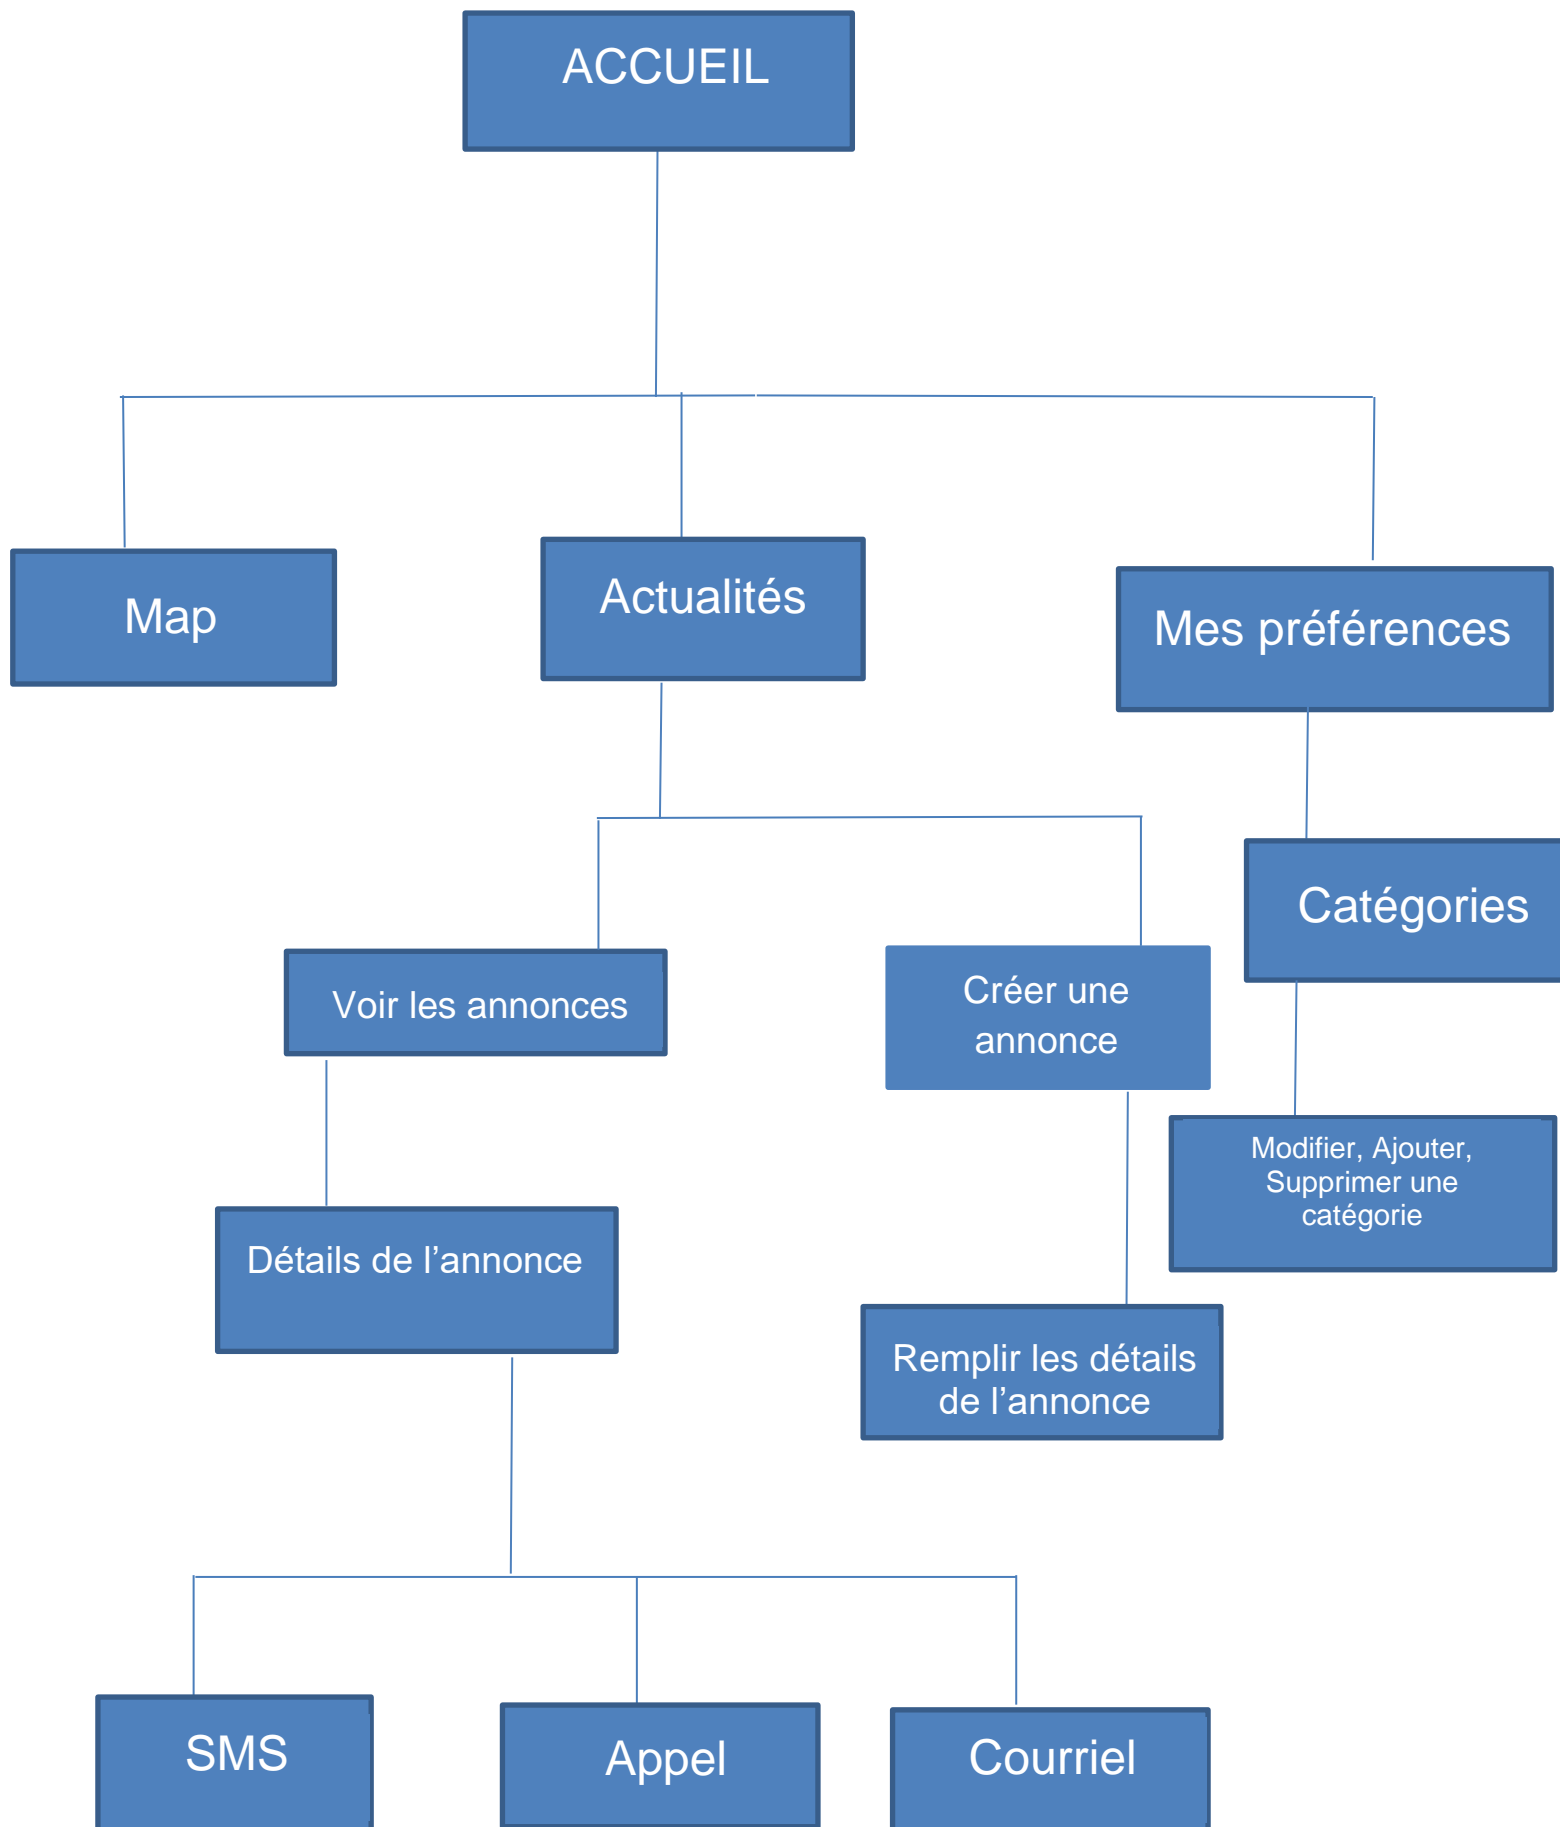 ACCUEIL
Map
Actualités
Mes préférences
Catégories
Voir les annonces
Créer une
annonce
Modifier, Ajouter,
Supprimer une
catégorie
Détails de l’annonce
Remplir les détails
de l’annonce
SMS
Appel
Courriel